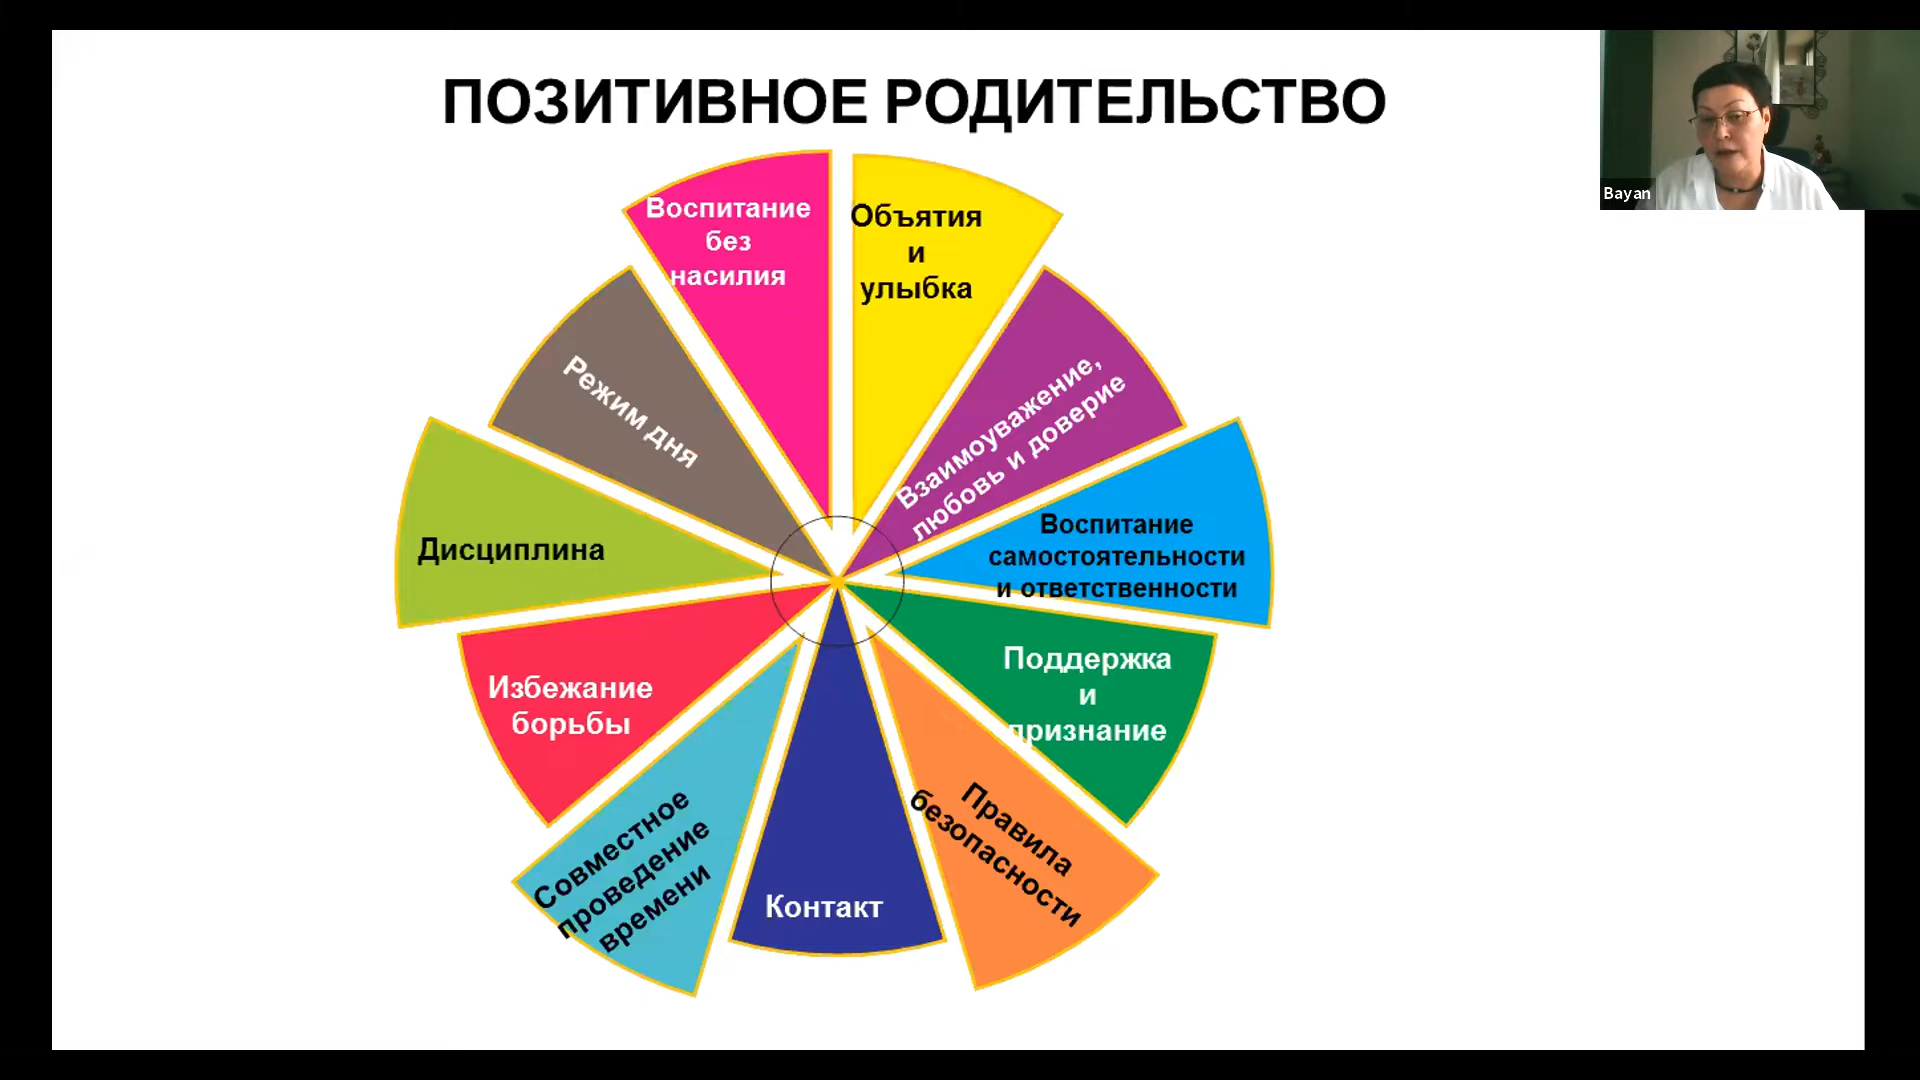 ПОЗИТИВНОЕ РОДИТЕЛЬСТВО
Bayan
Воспитание
без
насилия
Объятия
и
улыбка
Взаимоуважение,
любовь и доверие
Воспитание
самостоятельности
и ответственности
Поддержка
и
признание
Правила
безопасности
Контакт
Совместное
проведение
времени
Избежание
борьбы
Дисциплина
Режим дня